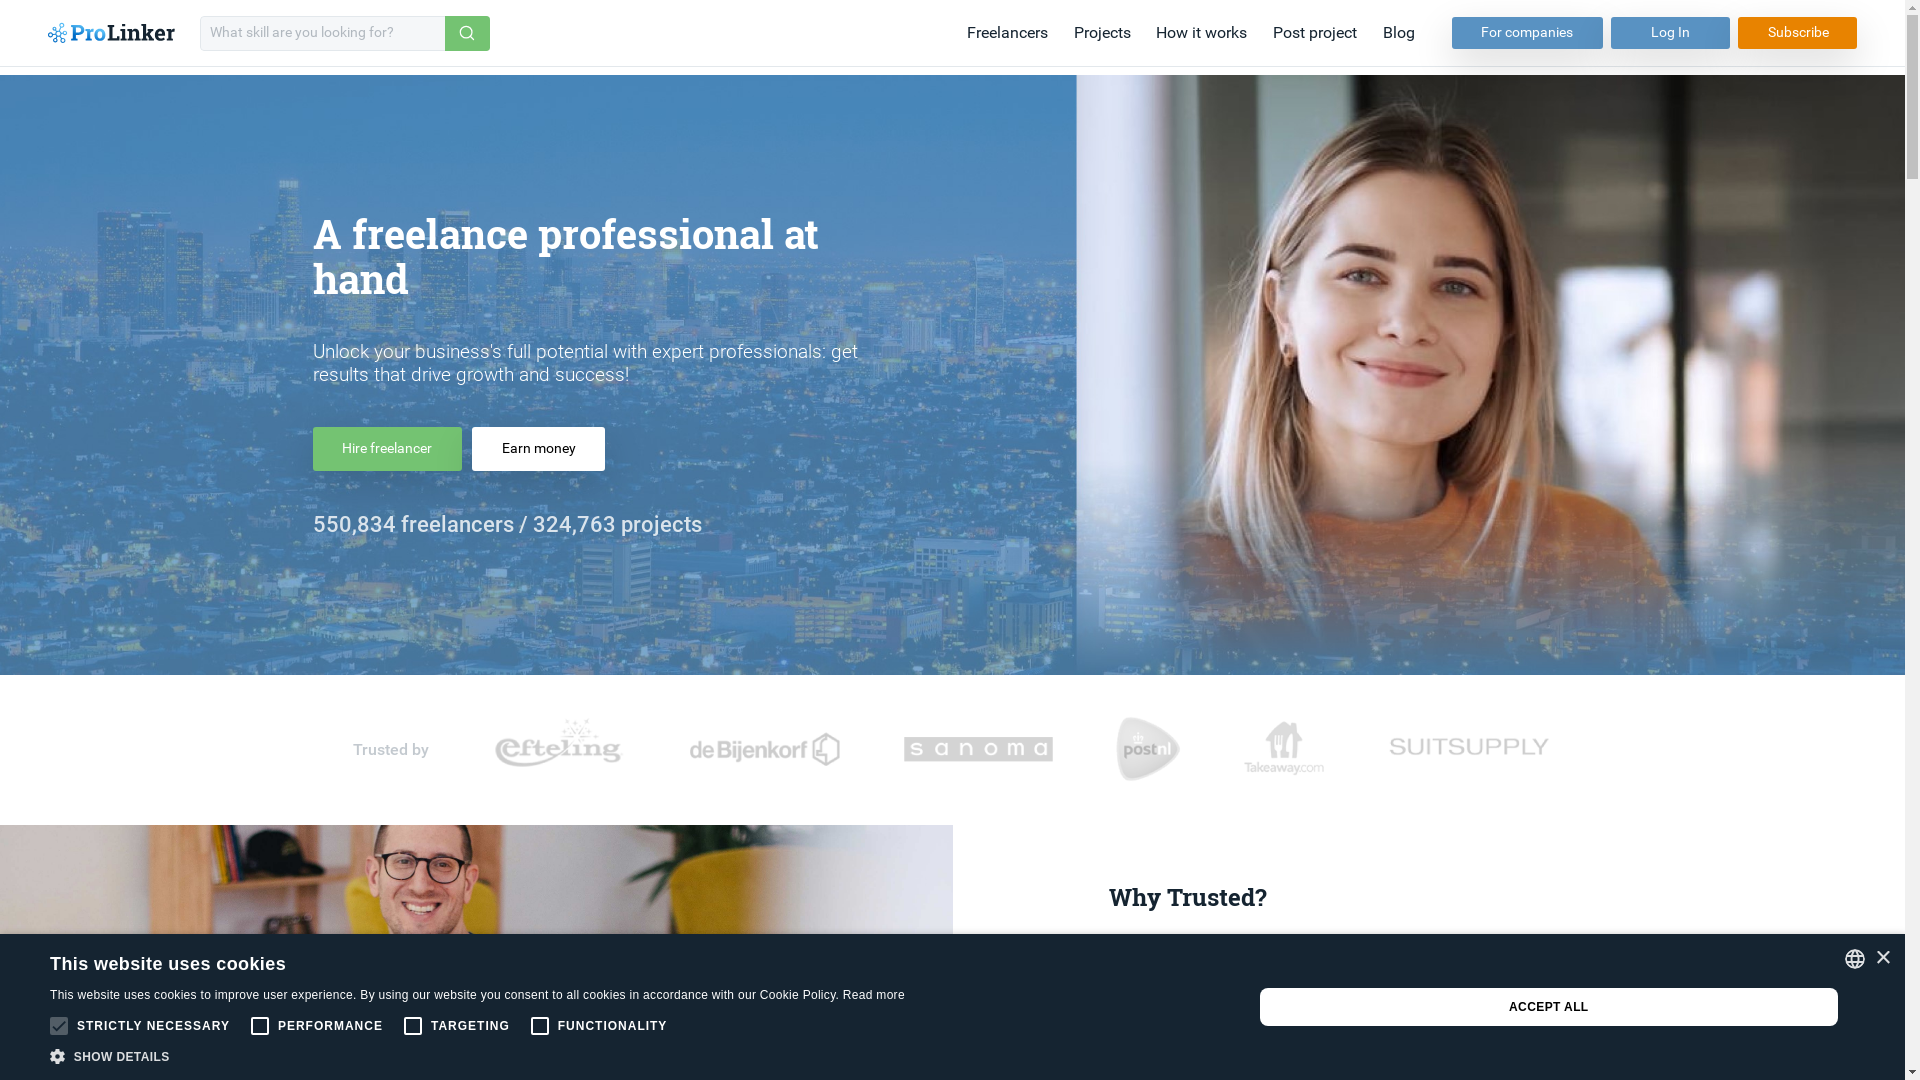 ProLinker
What skill are you looking for?
Freelancers
Projects
How it works
Post project
Blog
For companies
Log In
Subscribe
A freelance professional at
hand
Unlock your business's full potential with expert professionals: get
results that drive growth and success!
Hire freelancer
Earn money
550,834 freelancers / 324,763 projects
Trusted by
efteling
de Bijenkorf
sanoma
postnl
Takeaway.com
SUITSUPPLY
Why Trusted?
This website uses cookies
This website uses cookies to improve user experience. By using our website you consent to all cookies in accordance with our Cookie Policy. Read more
STRICTLY NECESSARY
PERFORMANCE
TARGETING
FUNCTIONALITY
SHOW DETAILS
ACCEPT ALL